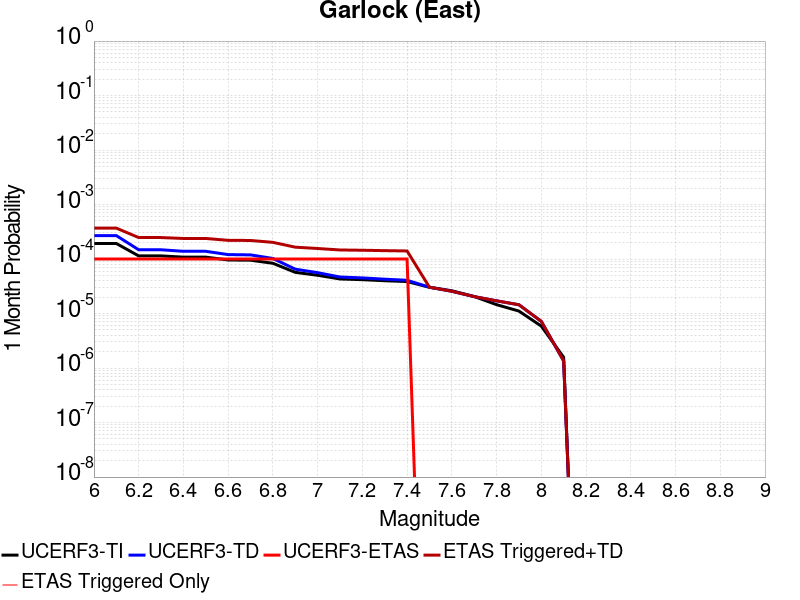 Garlock (East)
10^0
10^-1
10^-2
10^-3
10^-4
10^-5
10^-6
10^-7
10^-8
1 Month Probability
6 6.2 6.4 6.6 6.8 7 7.2 7.4 7.6 7.8 8 8.2 8.4 8.6 8.8 9
Magnitude
UCERF3-TI UCERF3-TD UCERF3-ETAS ETAS Triggered+TD
ETAS Triggered Only